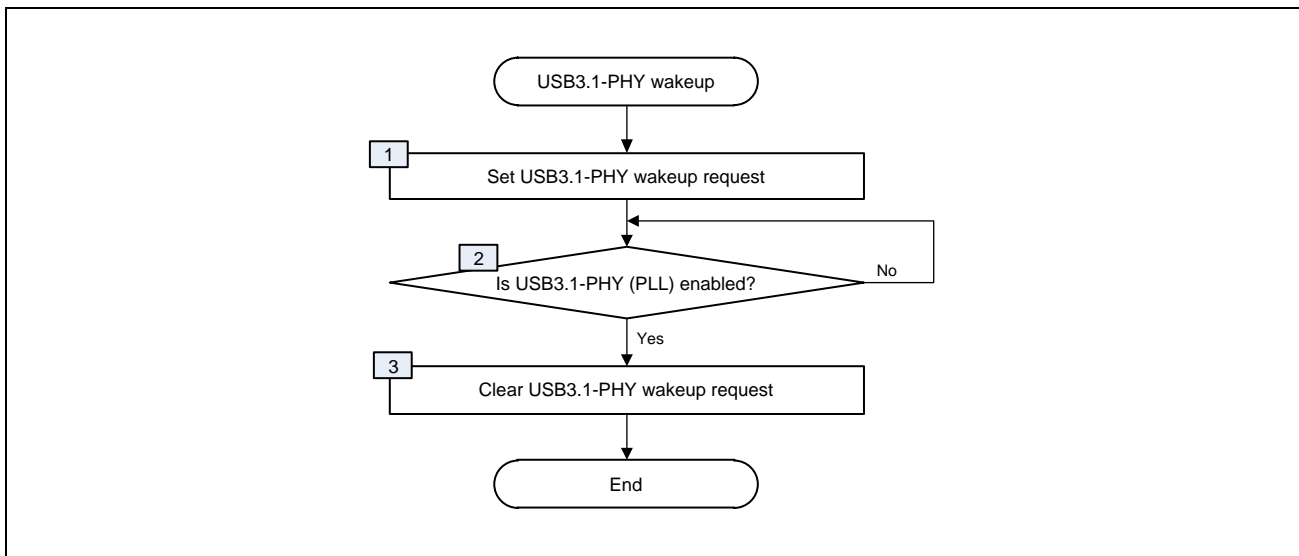 USB3.1-PHY wakeup
1
Set USB3.1-PHY wakeup request
2
Is USB3.1-PHY (PLL) enabled?
No
Yes
3
Clear USB3.1-PHY wakeup request
End